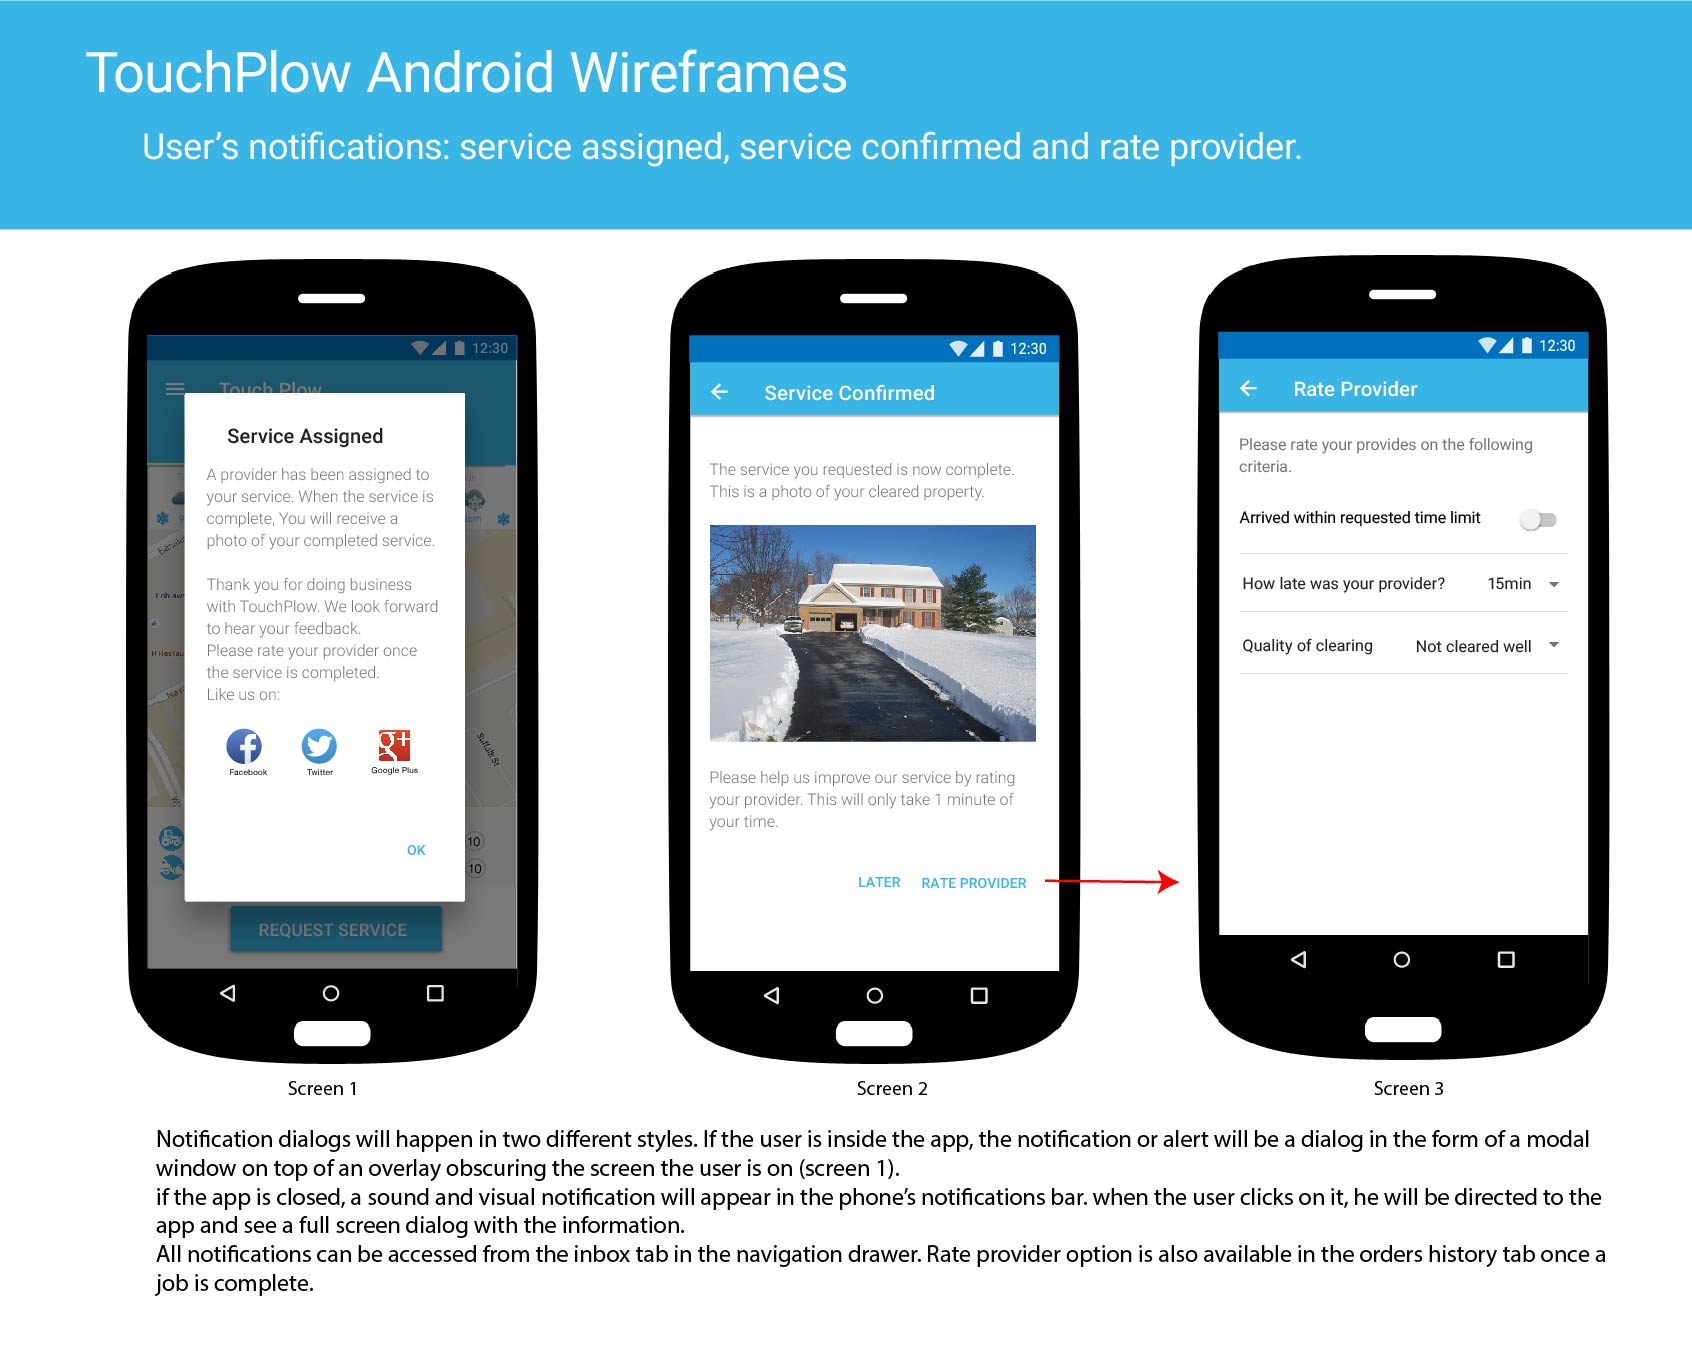 TouchPlow Android Wireframes
User's notifications: service assigned, service confirmed and rate provider.
12:30
Touch Plow
Service Assigned
A provider has been assigned to
your service. When the service is
complete, You will receive a
photo of your completed service.
Thank you for doing business
with TouchPlow. We look forward
to hear your feedback.
Please rate your provider once
the service is completed.
Like us on:
Facebook
Twitter
Google Plus
OK
Suffolk St
10
10
REQUEST SERVICE
Screen 1
12:30
Service Confirmed
The service you requested is now complete.
This is a photo of your cleared property.
Please help us improve our service by rating
your provider. This will only take 1 minute of
your time.
LATER RATE PROVIDER
Screen 2
12:30
Rate Provider
Please rate your provides on the following
criteria.
Arrived within requested time limit
How late was your provider? 15min
Quality of clearing Not cleared well
Screen 3
Notification dialogs will happen in two different styles. If the user is inside the app, the notification or alert will be a dialog in the form of a modal
window on top of an overlay obscuring the screen the user is on (screen 1).
if the app is closed, a sound and visual notification will appear in the phone's notifications bar. when the user clicks on it, he will be directed to the
app and see a full screen dialog with the information.
All notifications can be accessed from the inbox tab in the navigation drawer. Rate provider option is also available in the orders history tab once a
job is complete.